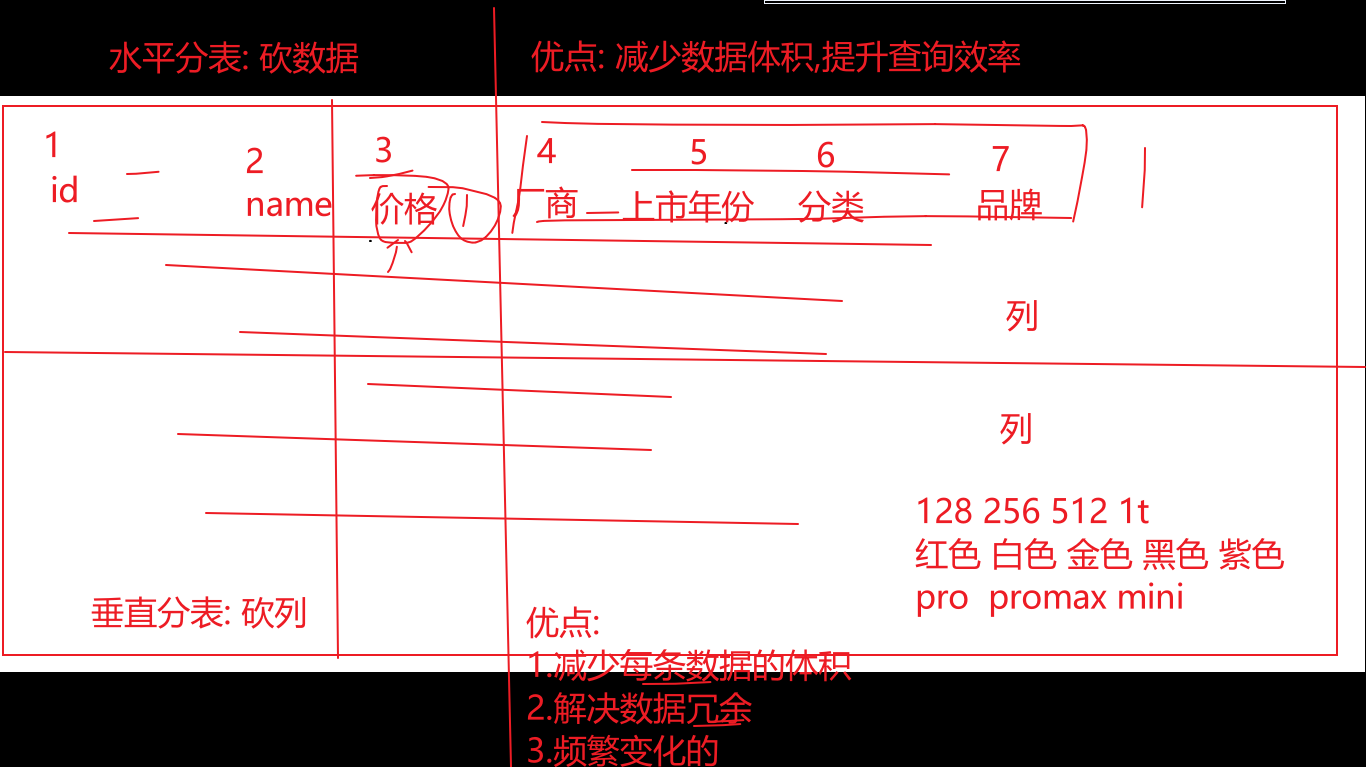 水平分表: 砍数据
优点: 减少数据体积,提升查询效率
1 2 3 4 5 6 7
id name 价格 厂商 上市年份 分类 品牌
列
列
128 256 512 1t
红色 白色 金色 黑色 紫色
pro promax mini
垂直分表: 砍列
优点:
1.减少每条数据的体积
2.解决数据冗余
3.频繁变化的